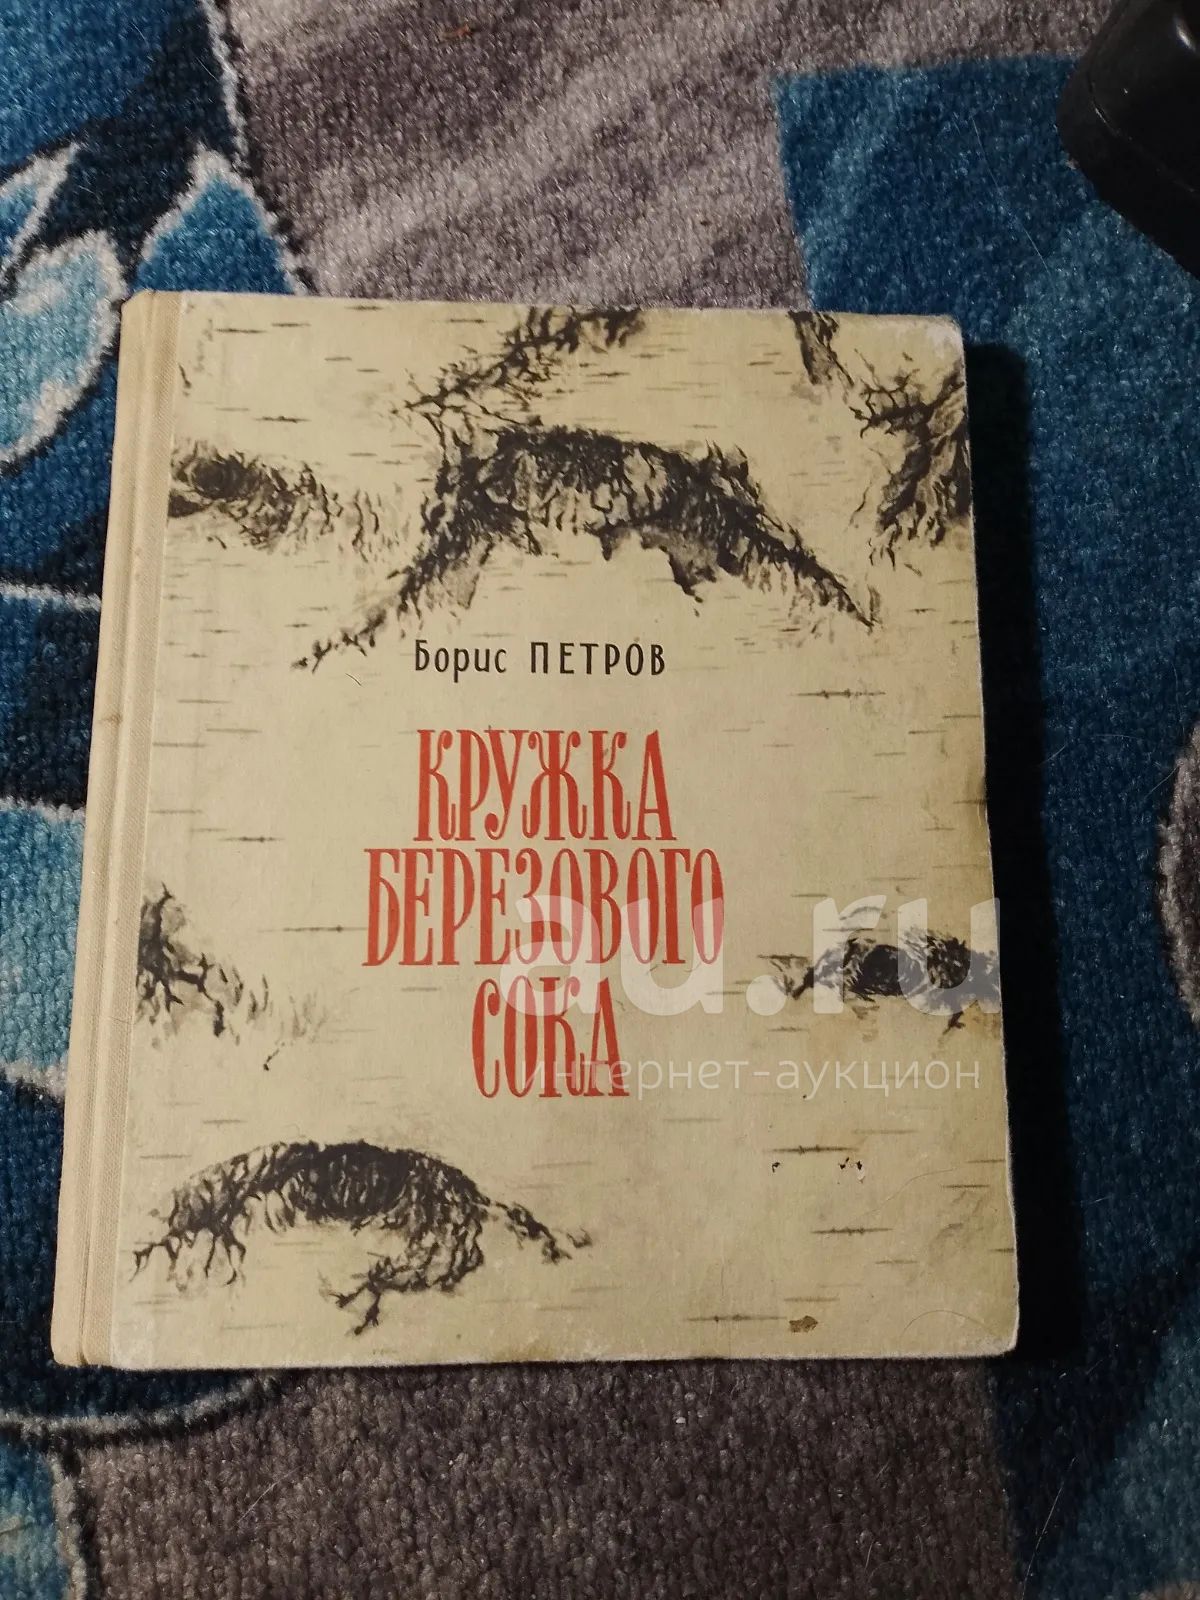 Борис ПЕТРОВ
КРУЖКА
БЕРЕЗОВОГО
СОКА
au.ru
интернет-аукцион